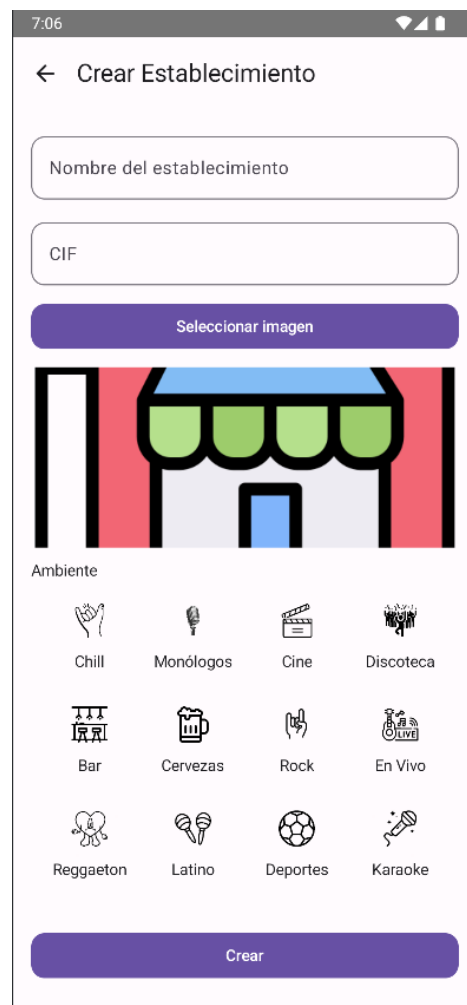 7:06
Crear Establecimiento
Nombre del establecimiento
CIF
Seleccionar imagen
Ambiente
Chill Monólogos Cine Discoteca
LIVE
Bar Cervezas Rock En Vivo
Reggaeton Latino Deportes Karaoke
Crear